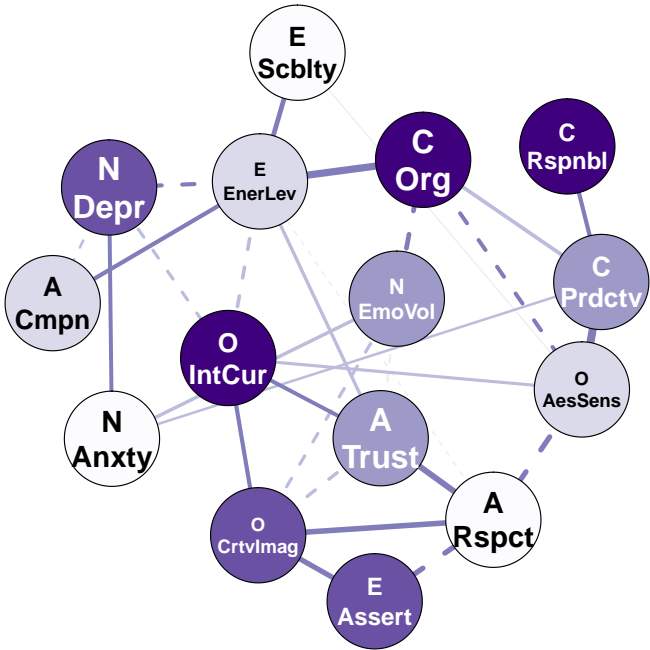 E
Scblty
C
Org
C
Rspnbl
E
EnerLev
N
Depr
A
Cmpn
N
EmoVol
C
Prdctv
O
IntCur
O
AesSens
N
Anxty
A
Trust
A
Rspct
O
CrtvImag
E
Assert